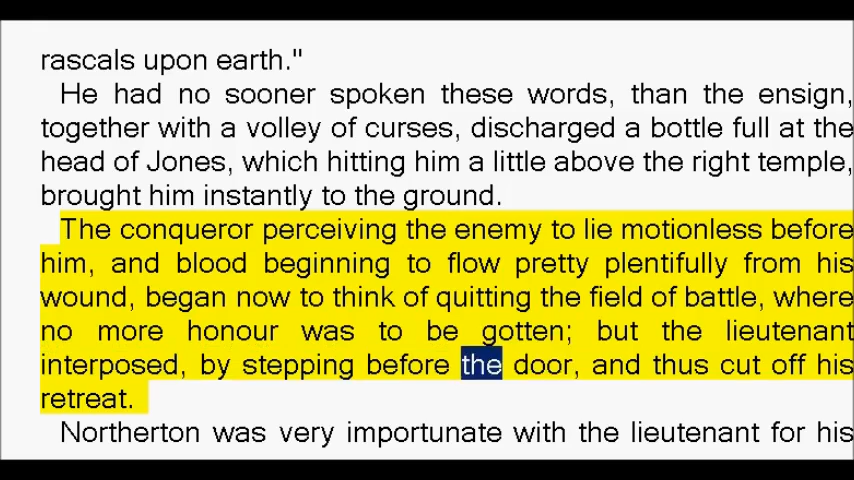 rascals upon earth."
He had no sooner spoken these words, than the ensign,
together with a volley of curses, discharged a bottle full at the
head of Jones, which hitting him a little above the right temple,
brought him instantly to the ground.
The conqueror perceiving the enemy to lie motionless before
him, and blood beginning to flow pretty plentifully from his
wound, began now to think of quitting the field of battle, where
no more honour was to be gotten; but the lieutenant
interposed, by stepping before the door, and thus cut off his
retreat.
Northerton was very importunate with the lieutenant for his